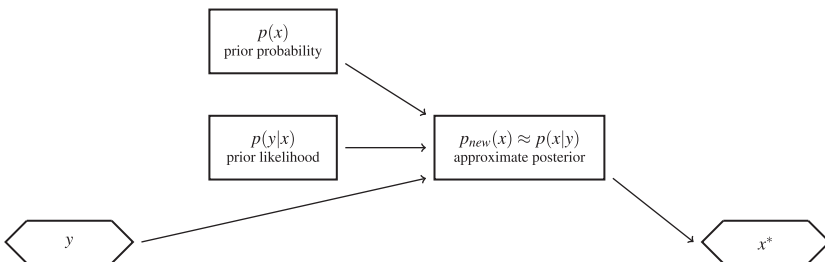 p(x)
prior probability
p(y|x)
prior likelihood
p_new(x) ≈ p(x|y)
approximate posterior
y
x*